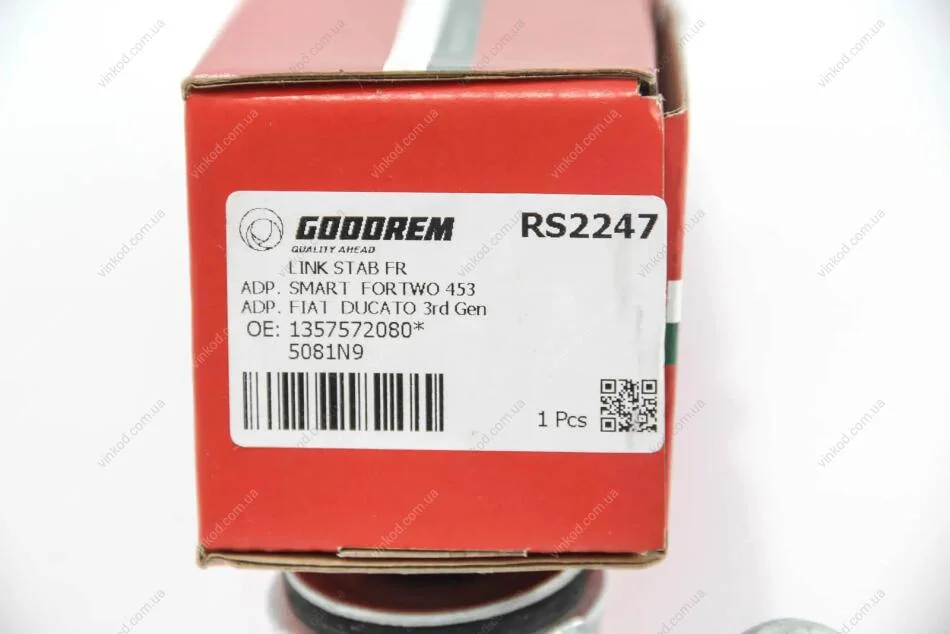 GODOREM
QUALITY AHEAD
RS2247
LINK STAB FR
ADP. SMART FORTWO 453
ADP. FIAT DUCATO 3rd Gen
OE: 1357572080*
5081N9
1 Pcs
vinkod.com.ua